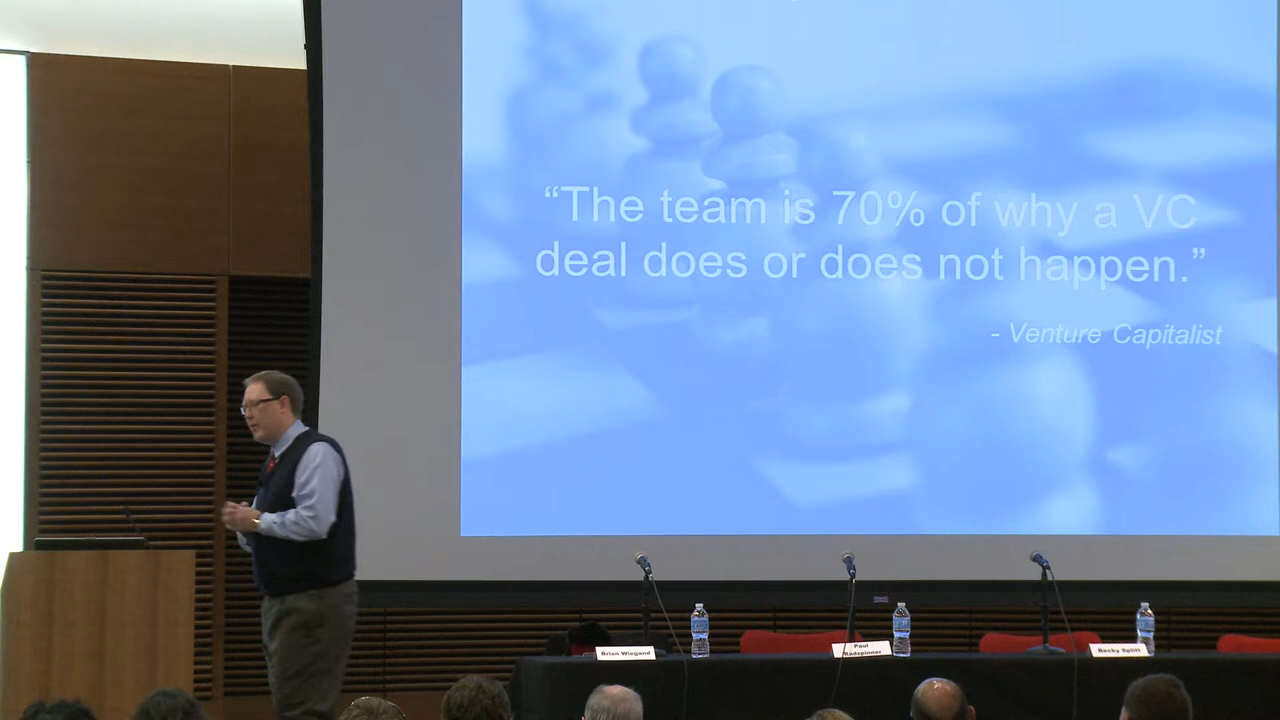 “The team is 70% of why a VC
deal does or does not happen.”
- Venture Capitalist
Brian Wiegand
Paul
Radspinner
Becky Splitt